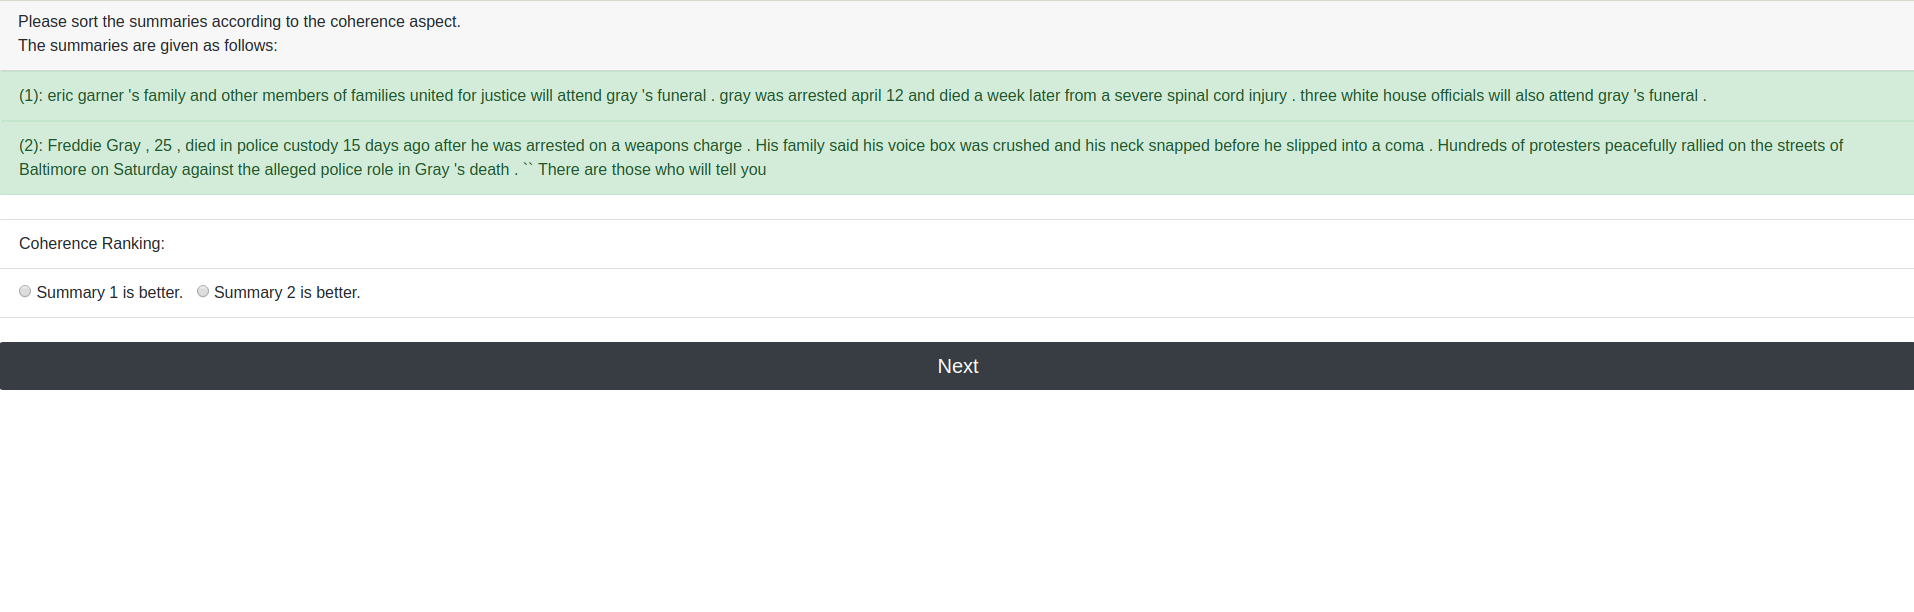 Please sort the summaries according to the coherence aspect.
The summaries are given as follows:
(1): eric garner 's family and other members of families united for justice will attend gray 's funeral . gray was arrested april 12 and died a week later from a severe spinal cord injury . three white house officials will also attend gray 's funeral .
(2): Freddie Gray , 25 , died in police custody 15 days ago after he was arrested on a weapons charge . His family said his voice box was crushed and his neck snapped before he slipped into a coma . Hundreds of protesters peacefully rallied on the streets of
Baltimore on Saturday against the alleged police role in Gray 's death . `` There are those who will tell you
Coherence Ranking:
Summary 1 is better. Summary 2 is better.
Next